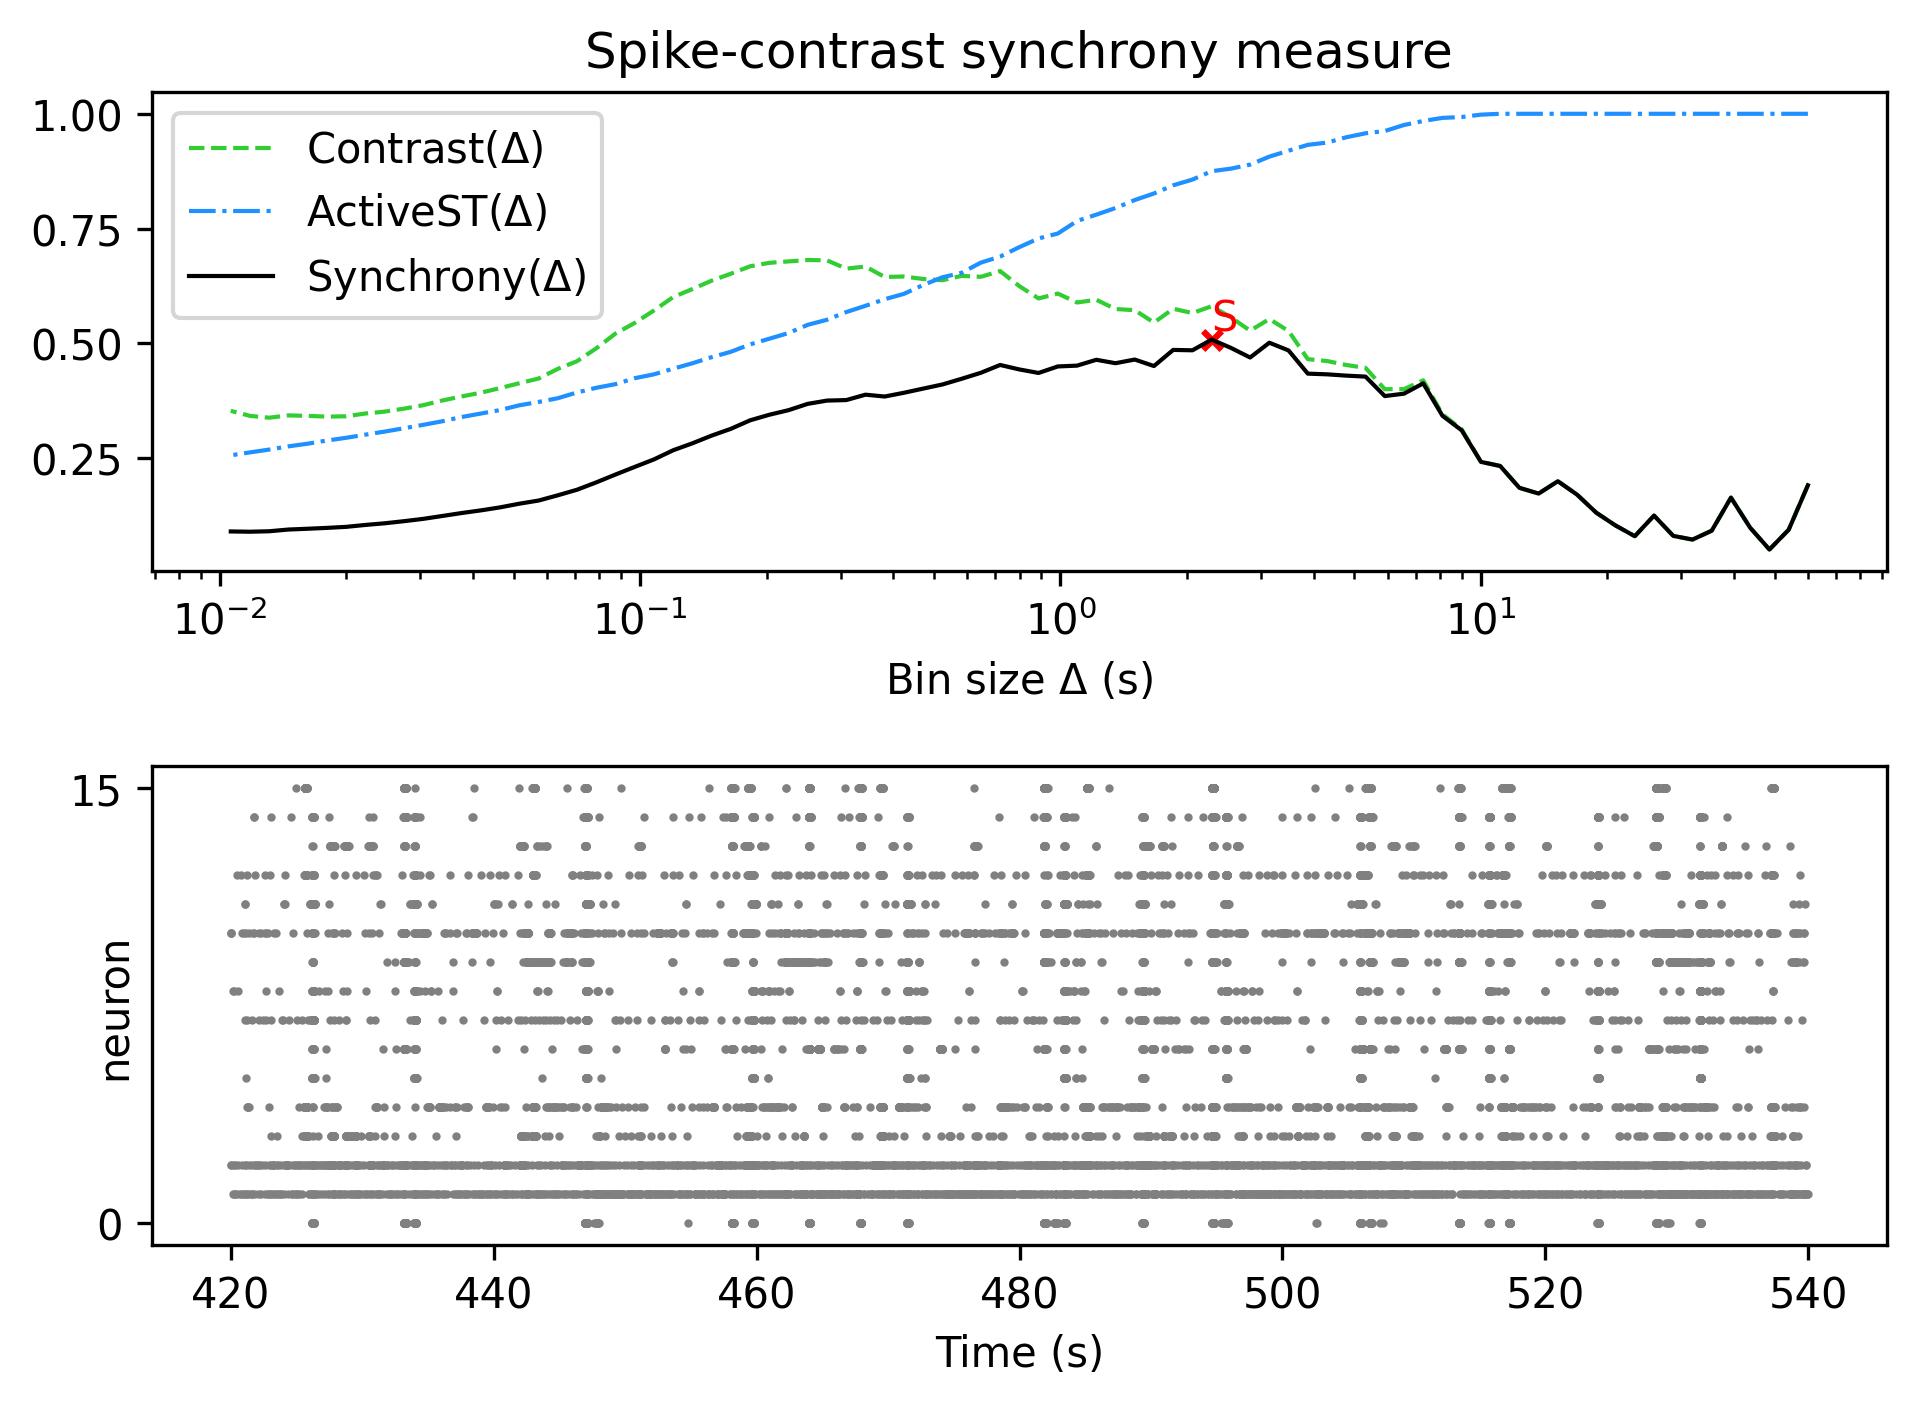 Spike-contrast synchrony measure
1.00
0.75
0.50
0.25
Contrast(Δ)
ActiveST(Δ)
Synchrony(Δ)
S
10⁻² 10⁻¹ 10⁰ 10¹
Bin size Δ (s)
15
0
neuron
420 440 460 480 500 520 540
Time (s)